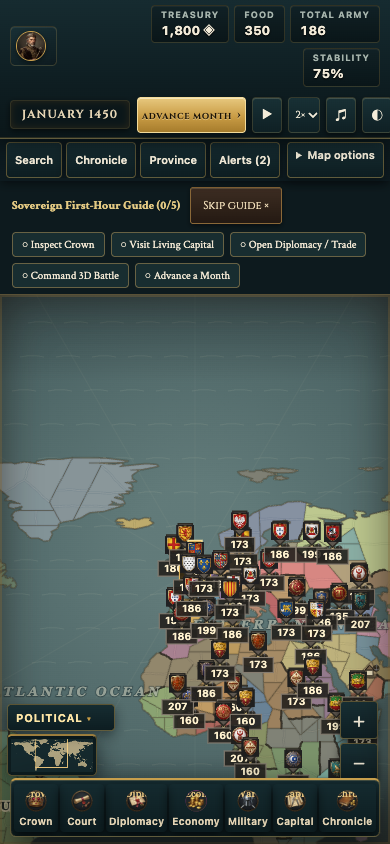 TREASURY
1,800
FOOD
350
TOTAL ARMY
186
STABILITY
75%
JANUARY 1450
ADVANCE MONTH ›
2×
Search
Chronicle
Province
Alerts (2)
Map options
Sovereign First-Hour Guide (0/5)
SKIP GUIDE ×
Inspect Crown
Visit Living Capital
Open Diplomacy / Trade
Command 3D Battle
Advance a Month
173
186
186
173
173
173
173
186
173
207
199
186
173
173
186
173
173
186
186
173
207
160
160
160
TLANTIC OCEAN
POLITICAL
+
−
Crown
Court
Diplomacy
Economy
Military
Capital
Chronicle